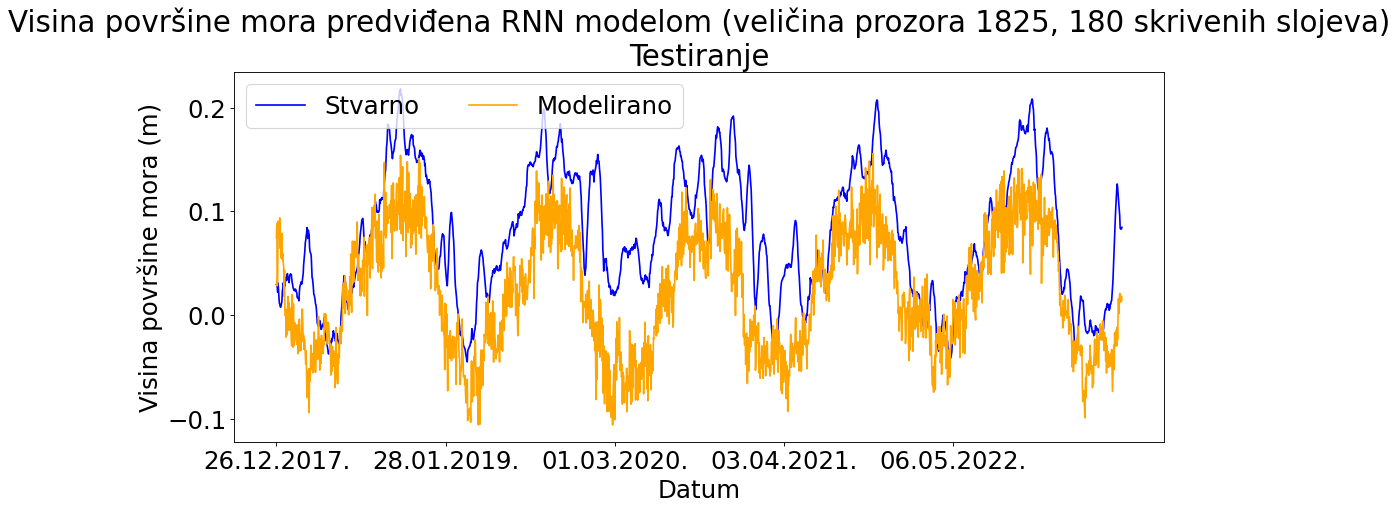 Visina površine mora predviđena RNN modelom (veličina prozora 1825, 180 skrivenih slojeva)
Testiranje
Stvarno
Modelirano
Visina površine mora (m)
0.2
0.1
0.0
−0.1
26.12.2017.
28.01.2019.
01.03.2020.
03.04.2021.
06.05.2022.
Datum